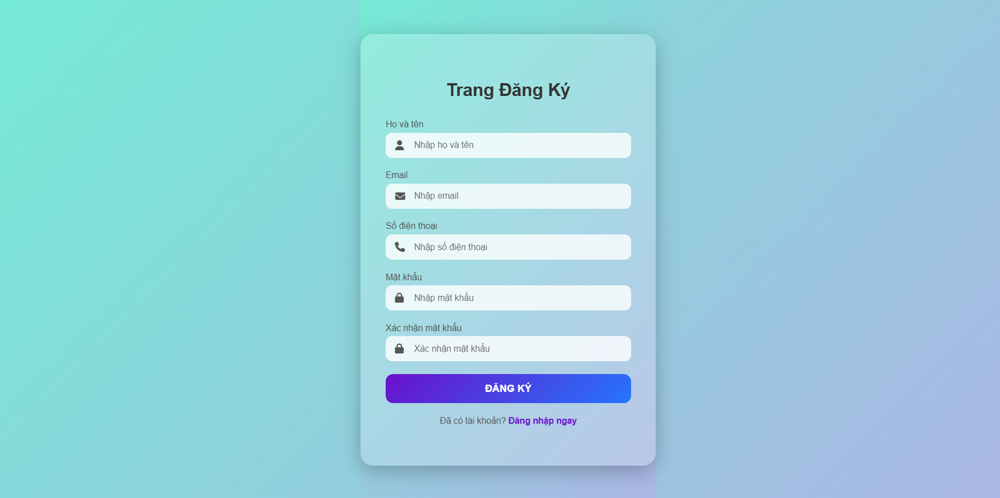 Trang Đăng Ký
Họ và tên
Nhập họ và tên
Email
Nhập email
Số điện thoại
Nhập số điện thoại
Mật khẩu
Nhập mật khẩu
Xác nhận mật khẩu
Xác nhận mật khẩu
ĐĂNG KÝ
Đã có tài khoản? Đăng nhập ngay